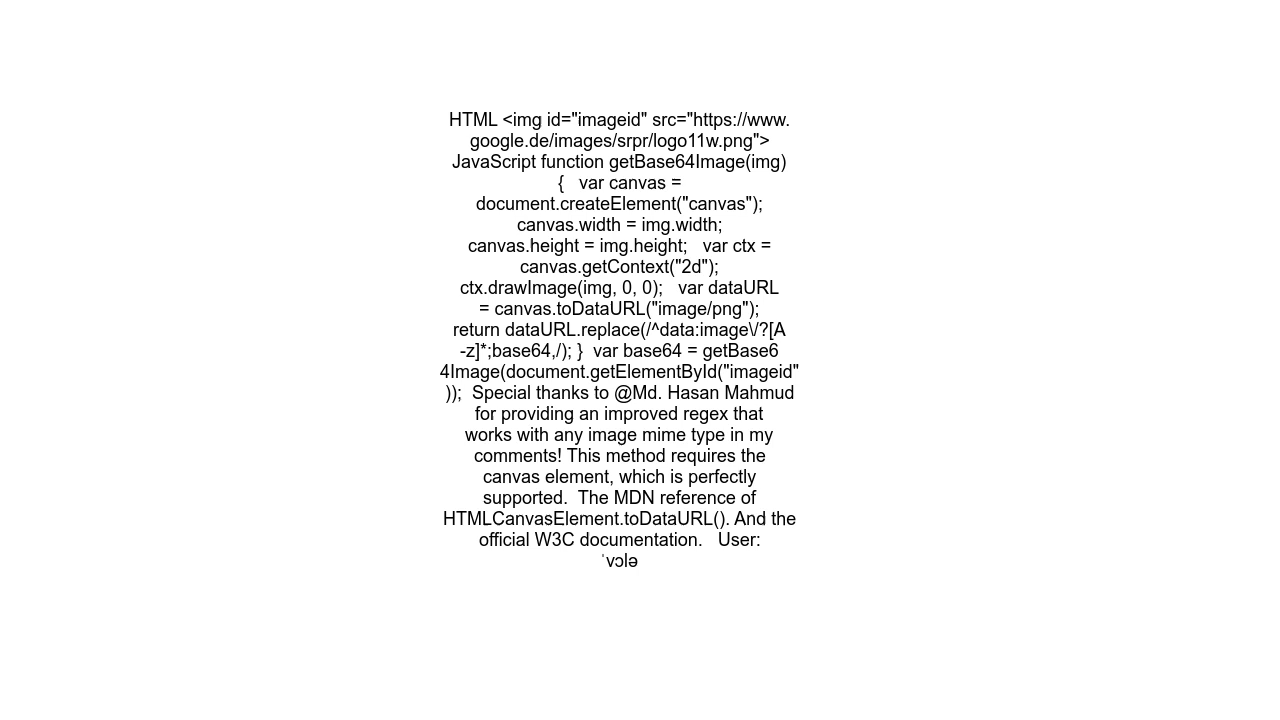 HTML <img id="imageid" src="https://www.
google.de/images/srpr/logo11w.png">
JavaScript function getBase64Image(img)
{   var canvas =
document.createElement("canvas");
canvas.width = img.width;
canvas.height = img.height;   var ctx =
canvas.getContext("2d");
ctx.drawImage(img, 0, 0);   var dataURL
= canvas.toDataURL("image/png");
return dataURL.replace(/^data:image\/?[A
-z]*;base64,/); }  var base64 = getBase6
4Image(document.getElementById("imageid"
));  Special thanks to @Md. Hasan Mahmud
for providing an improved regex that
works with any image mime type in my
comments! This method requires the
canvas element, which is perfectly
supported.  The MDN reference of
HTMLCanvasElement.toDataURL(). And the
official W3C documentation.   User:
ˈvɔlə